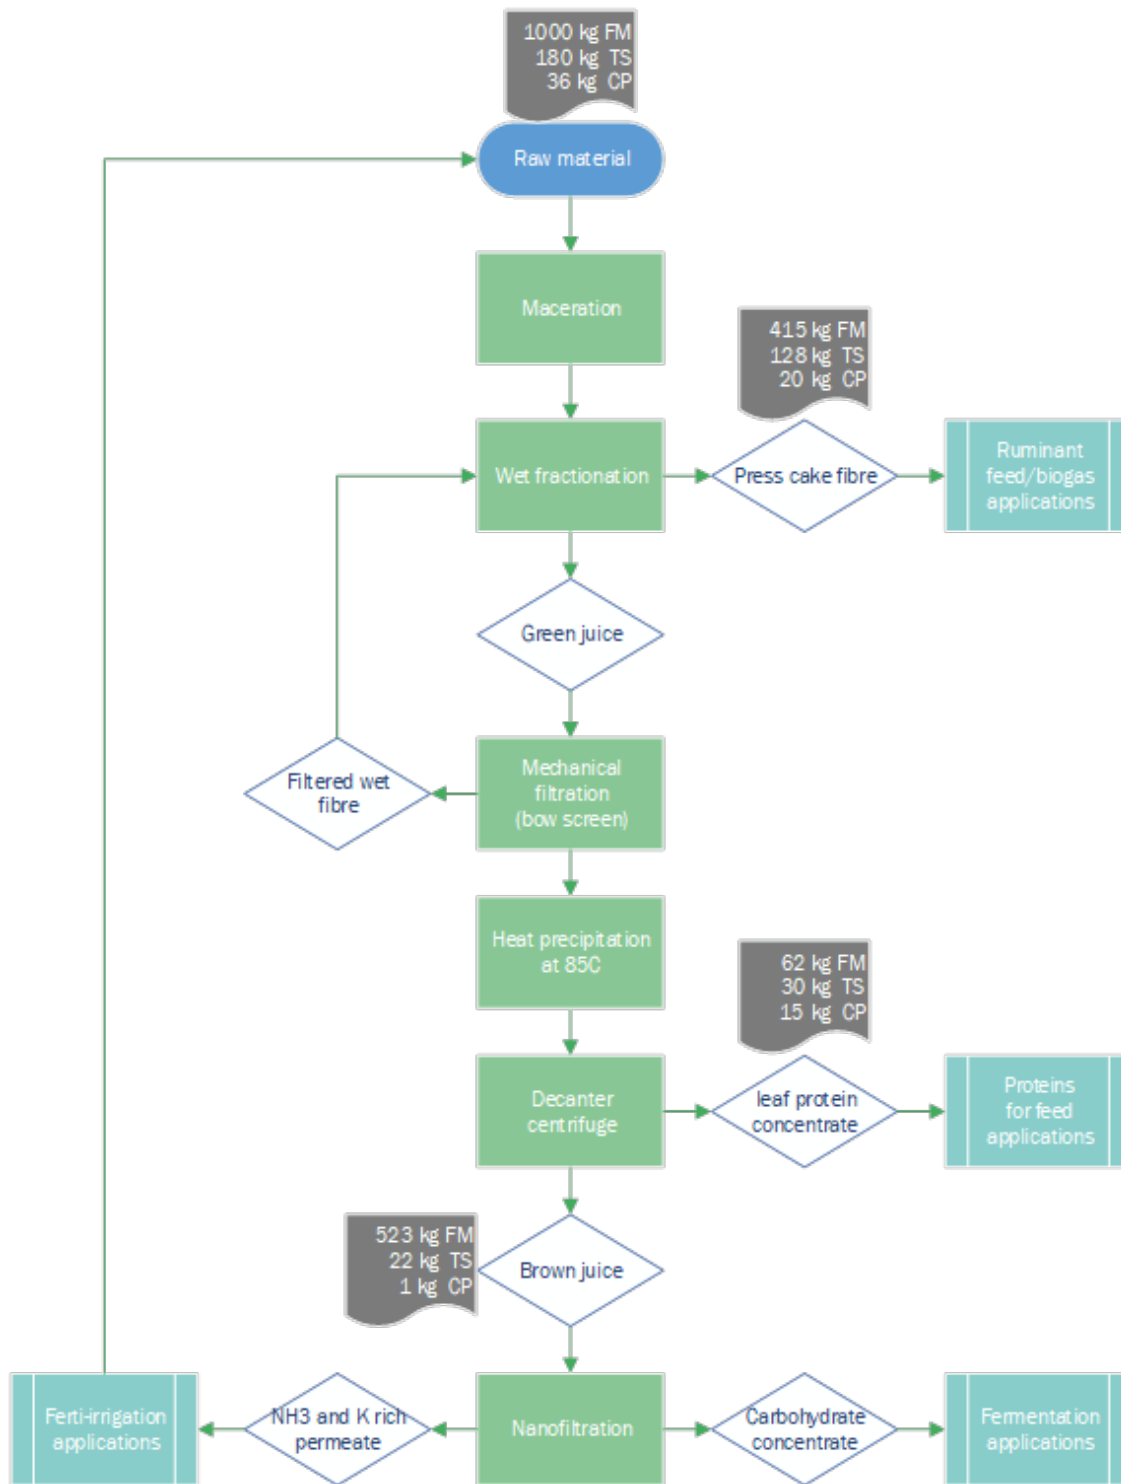 1000 kg FM
180 kg TS
36 kg CP
Raw material
Maceration
415 kg FM
128 kg TS
20 kg CP
Wet fractionation
Press cake fibre
Ruminant
feed/biogas
applications
Green juice
Mechanical
filtration
(bow screen)
Filtered wet
fibre
Heat precipitation
at 85C
62 kg FM
30 kg TS
15 kg CP
Decanter
centrifuge
leaf protein
concentrate
Proteins
for feed
applications
523 kg FM
22 kg TS
1 kg CP
Brown juice
Ferti-irrigation
applications
NH3 and K rich
permeate
Nanofiltration
Carbohydrate
concentrate
Fermentation
applications